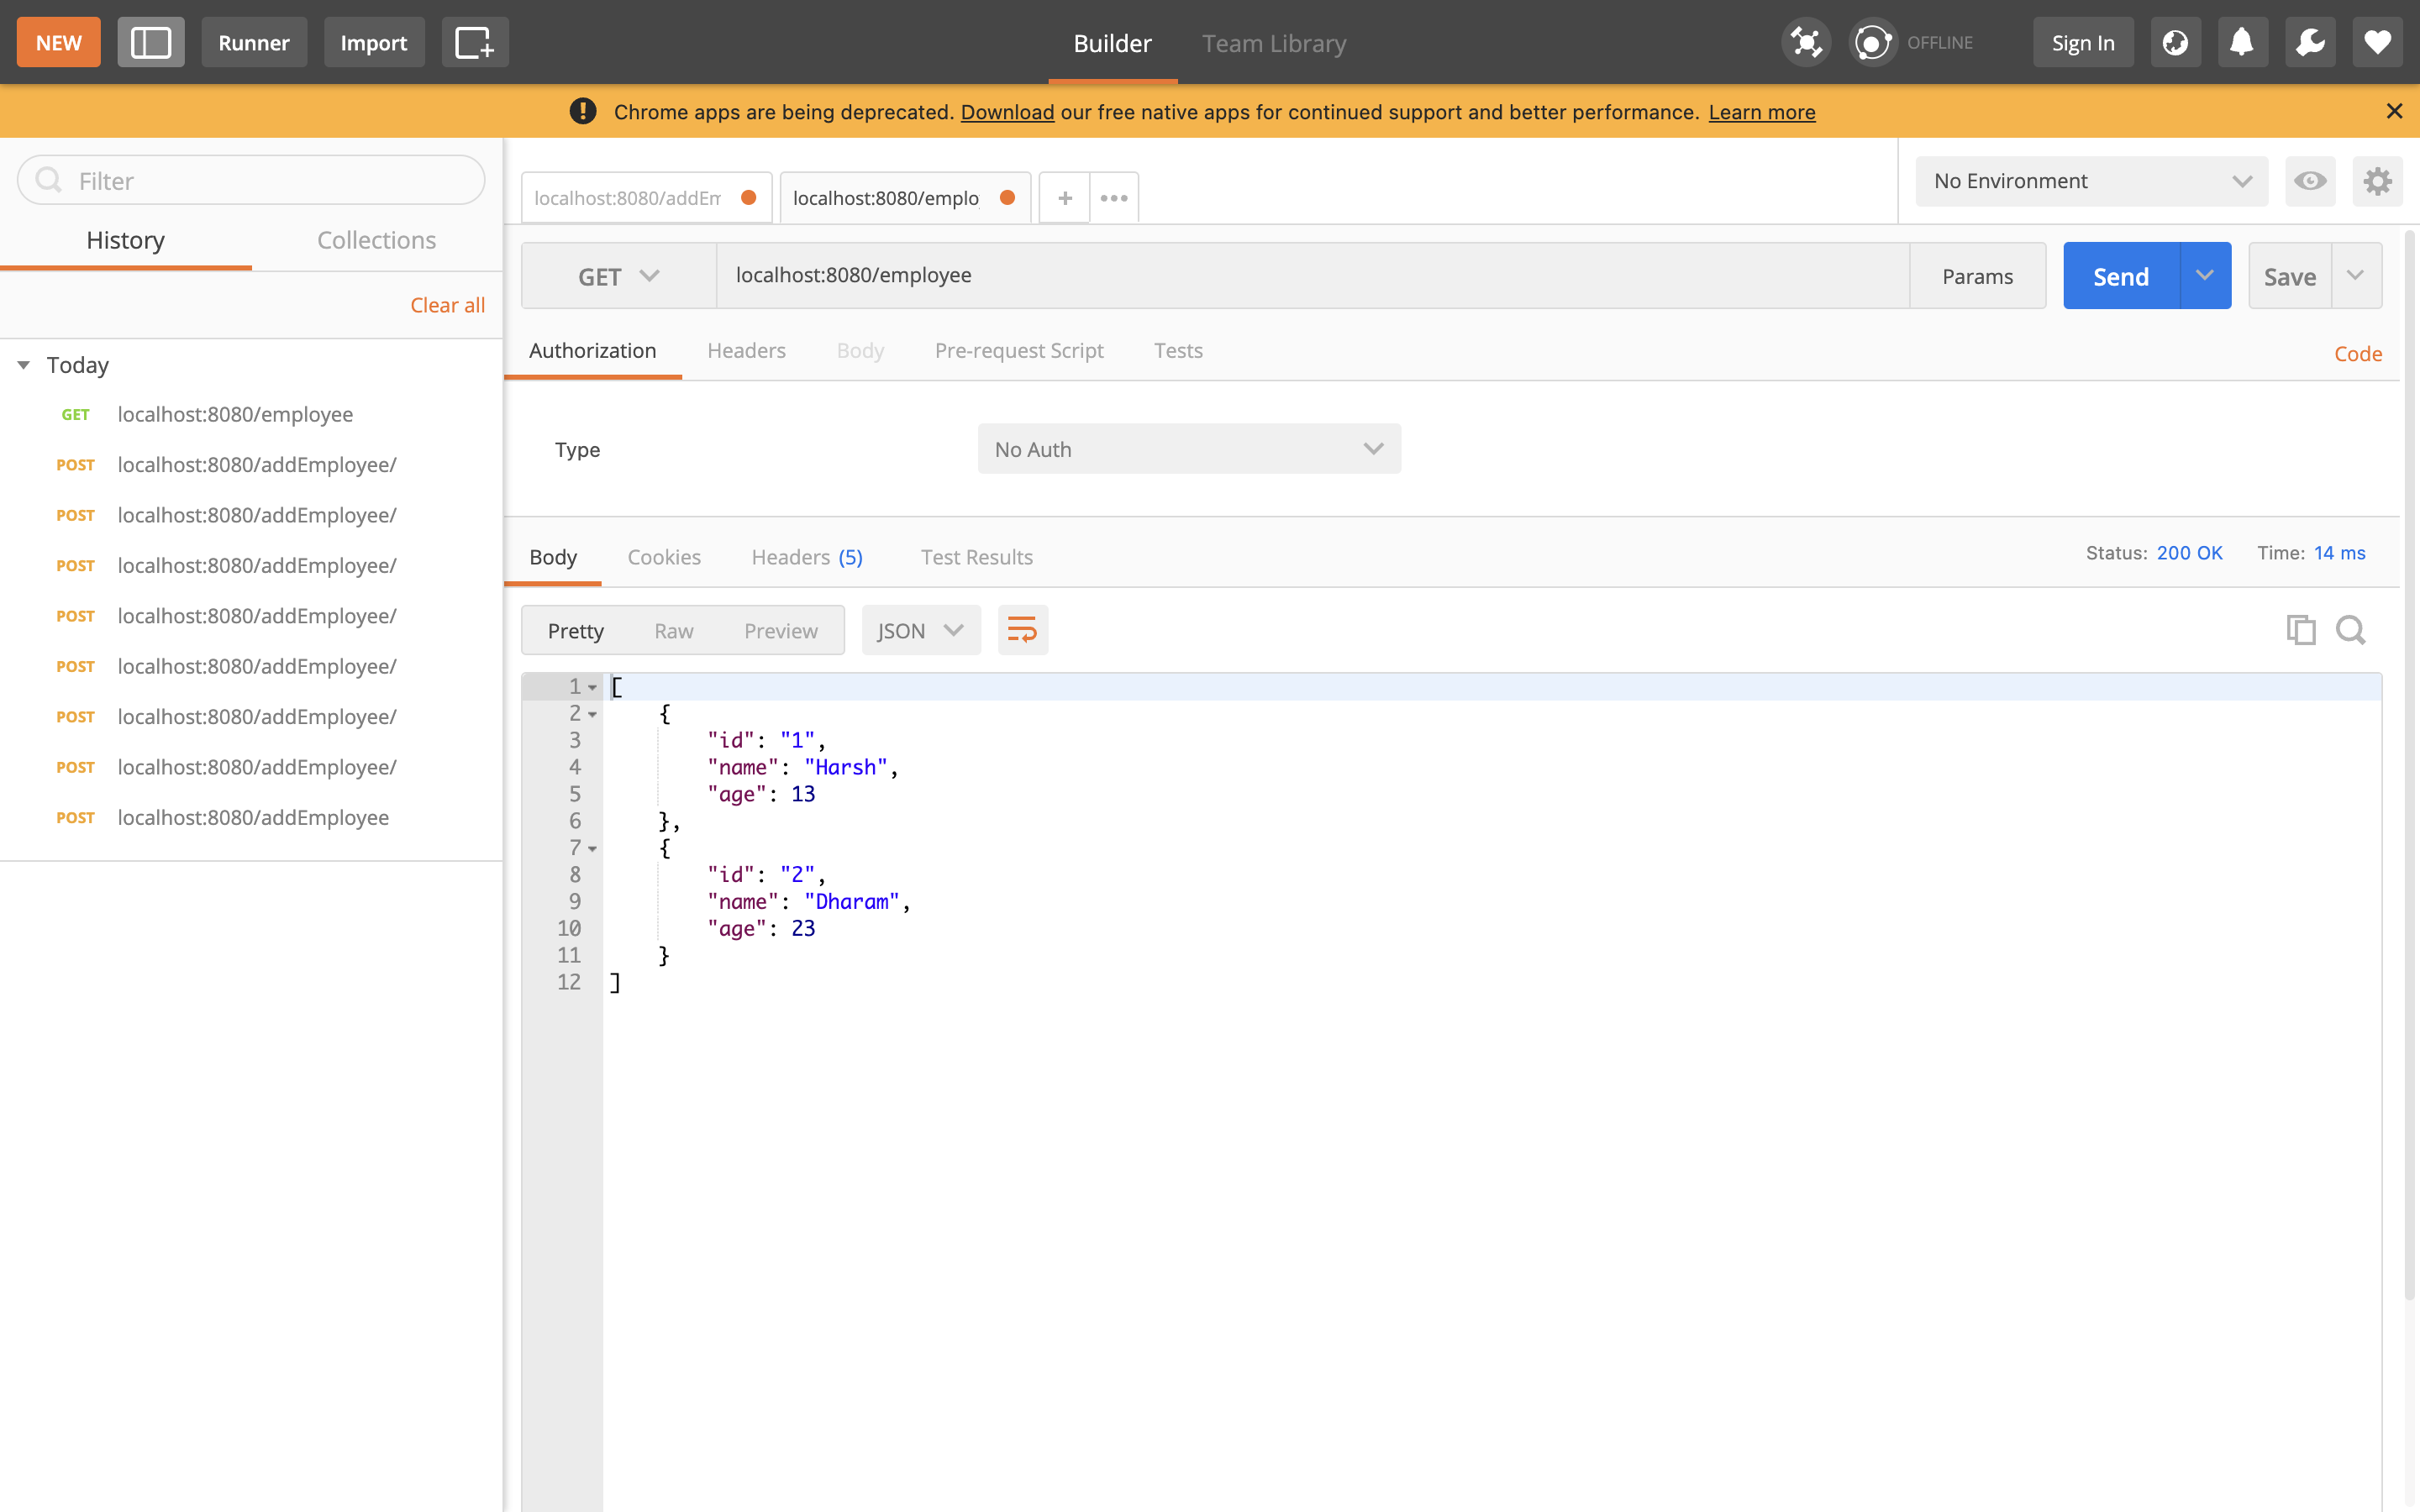 NEW Runner Import Builder Team Library OFFLINE Sign In
Chrome apps are being deprecated. Download our free native apps for continued support and better performance. Learn more
Filter
History Collections
Clear all
Today
GET localhost:8080/employee
POST localhost:8080/addEmployee/
POST localhost:8080/addEmployee/
POST localhost:8080/addEmployee/
POST localhost:8080/addEmployee/
POST localhost:8080/addEmployee/
POST localhost:8080/addEmployee/
POST localhost:8080/addEmployee/
POST localhost:8080/addEmployee
localhost:8080/addEm localhost:8080/emplo + ••• No Environment
GET localhost:8080/employee Params Send Save
Authorization Headers Body Pre-request Script Tests Code
Type No Auth
Body Cookies Headers (5) Test Results Status: 200 OK Time: 14 ms
Pretty Raw Preview JSON
1 [
2 {
3 "id": "1",
4 "name": "Harsh",
5 "age": 13
6 },
7 {
8 "id": "2",
9 "name": "Dharam",
10 "age": 23
11 }
12 ]